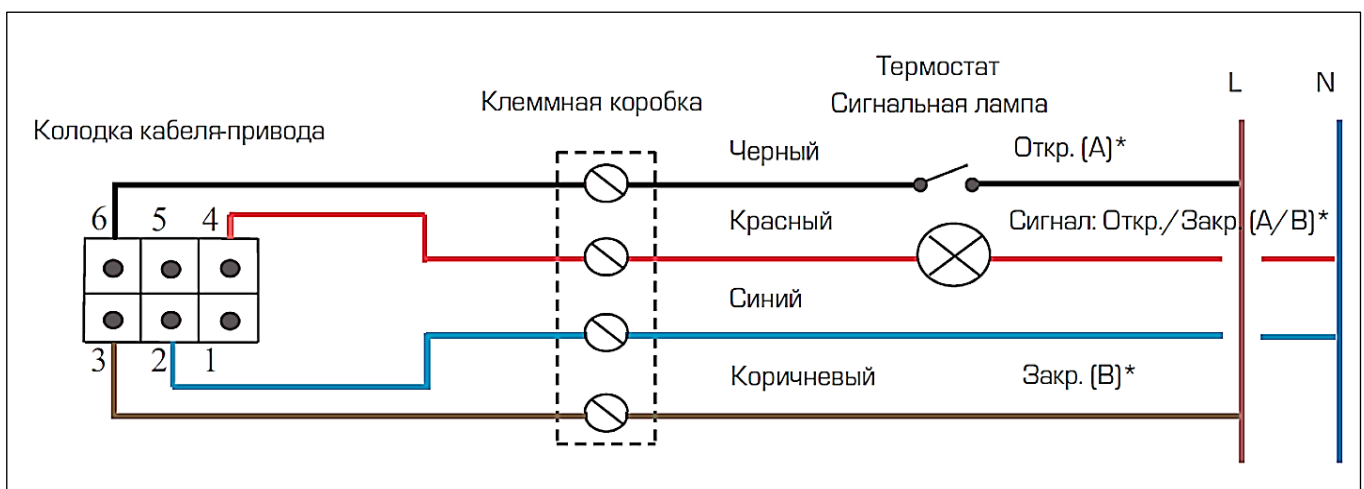 Термостат
Сигнальная лампа
L N
Клеммная коробка
Колодка кабеля-привода
Черный Откр. (А)*
6 5 4
Красный Сигнал: Откр./Закр. (А/В)*
Синий
3 2 1
Коричневый Закр. (В)*